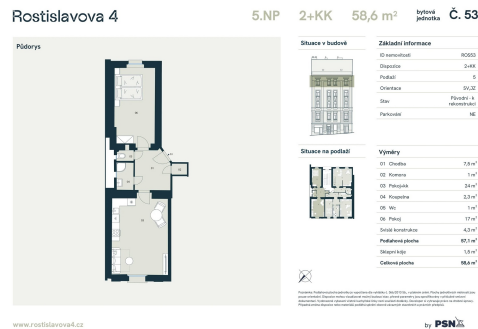 Rostislavova 4
5.NP 2+KK 58,6 m² bytová jednotka Č. 53
Půdorys
Situace v budově
Základní informace
ID nemovitosti ROS53
Dispozice 2+KK
Podlaží 5
Orientace SV,JZ
Stav Původní - k rekonstrukci
Parkování NE
Situace na podlaží
Výměry
01 Chodba 7,5 m²
02 Komora 1 m²
03 Pokoj+kk 24 m²
04 Koupelna 2,3 m²
05 Wc 1 m²
06 Pokoj 17 m²
Svislé konstrukce 4,3 m²
Podlahová plocha 57,1 m²
Sklepní kóje 1,5 m²
Celková plocha 58,6 m²
www.rostislavova4.cz
by PSN